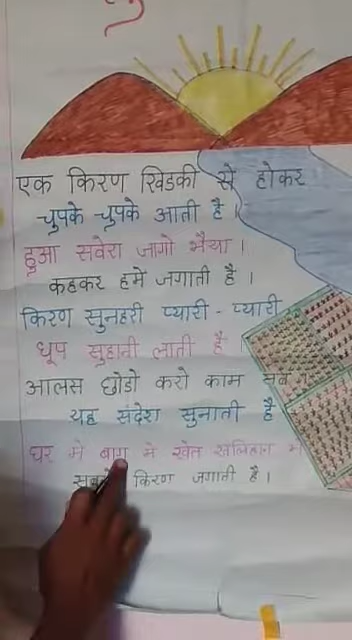 एक किरण खिडकी से होकर
चुपके चुपके आती है।
हुआ सवेरा जागो भैया।
कहकर हमे जगाती है।
किरण सुनहरी प्यारी - प्यारी
धूप सुहानी लाती है
आलस छोडो करो काम सब
यह संदेश सुनाती है
घर मे बाग मे खेत खलिहान मे
किरण जगाती है।